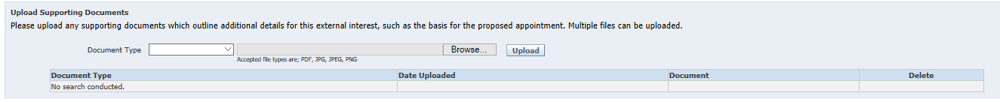 Upload Supporting Documents
Please upload any supporting documents which outline additional details for this external interest, such as the basis for the proposed appointment. Multiple files can be uploaded.
Document Type Browse... Upload
Accepted file types are; PDF, JPG, JPEG, PNG
Document Type Date Uploaded Document Delete
No search conducted.